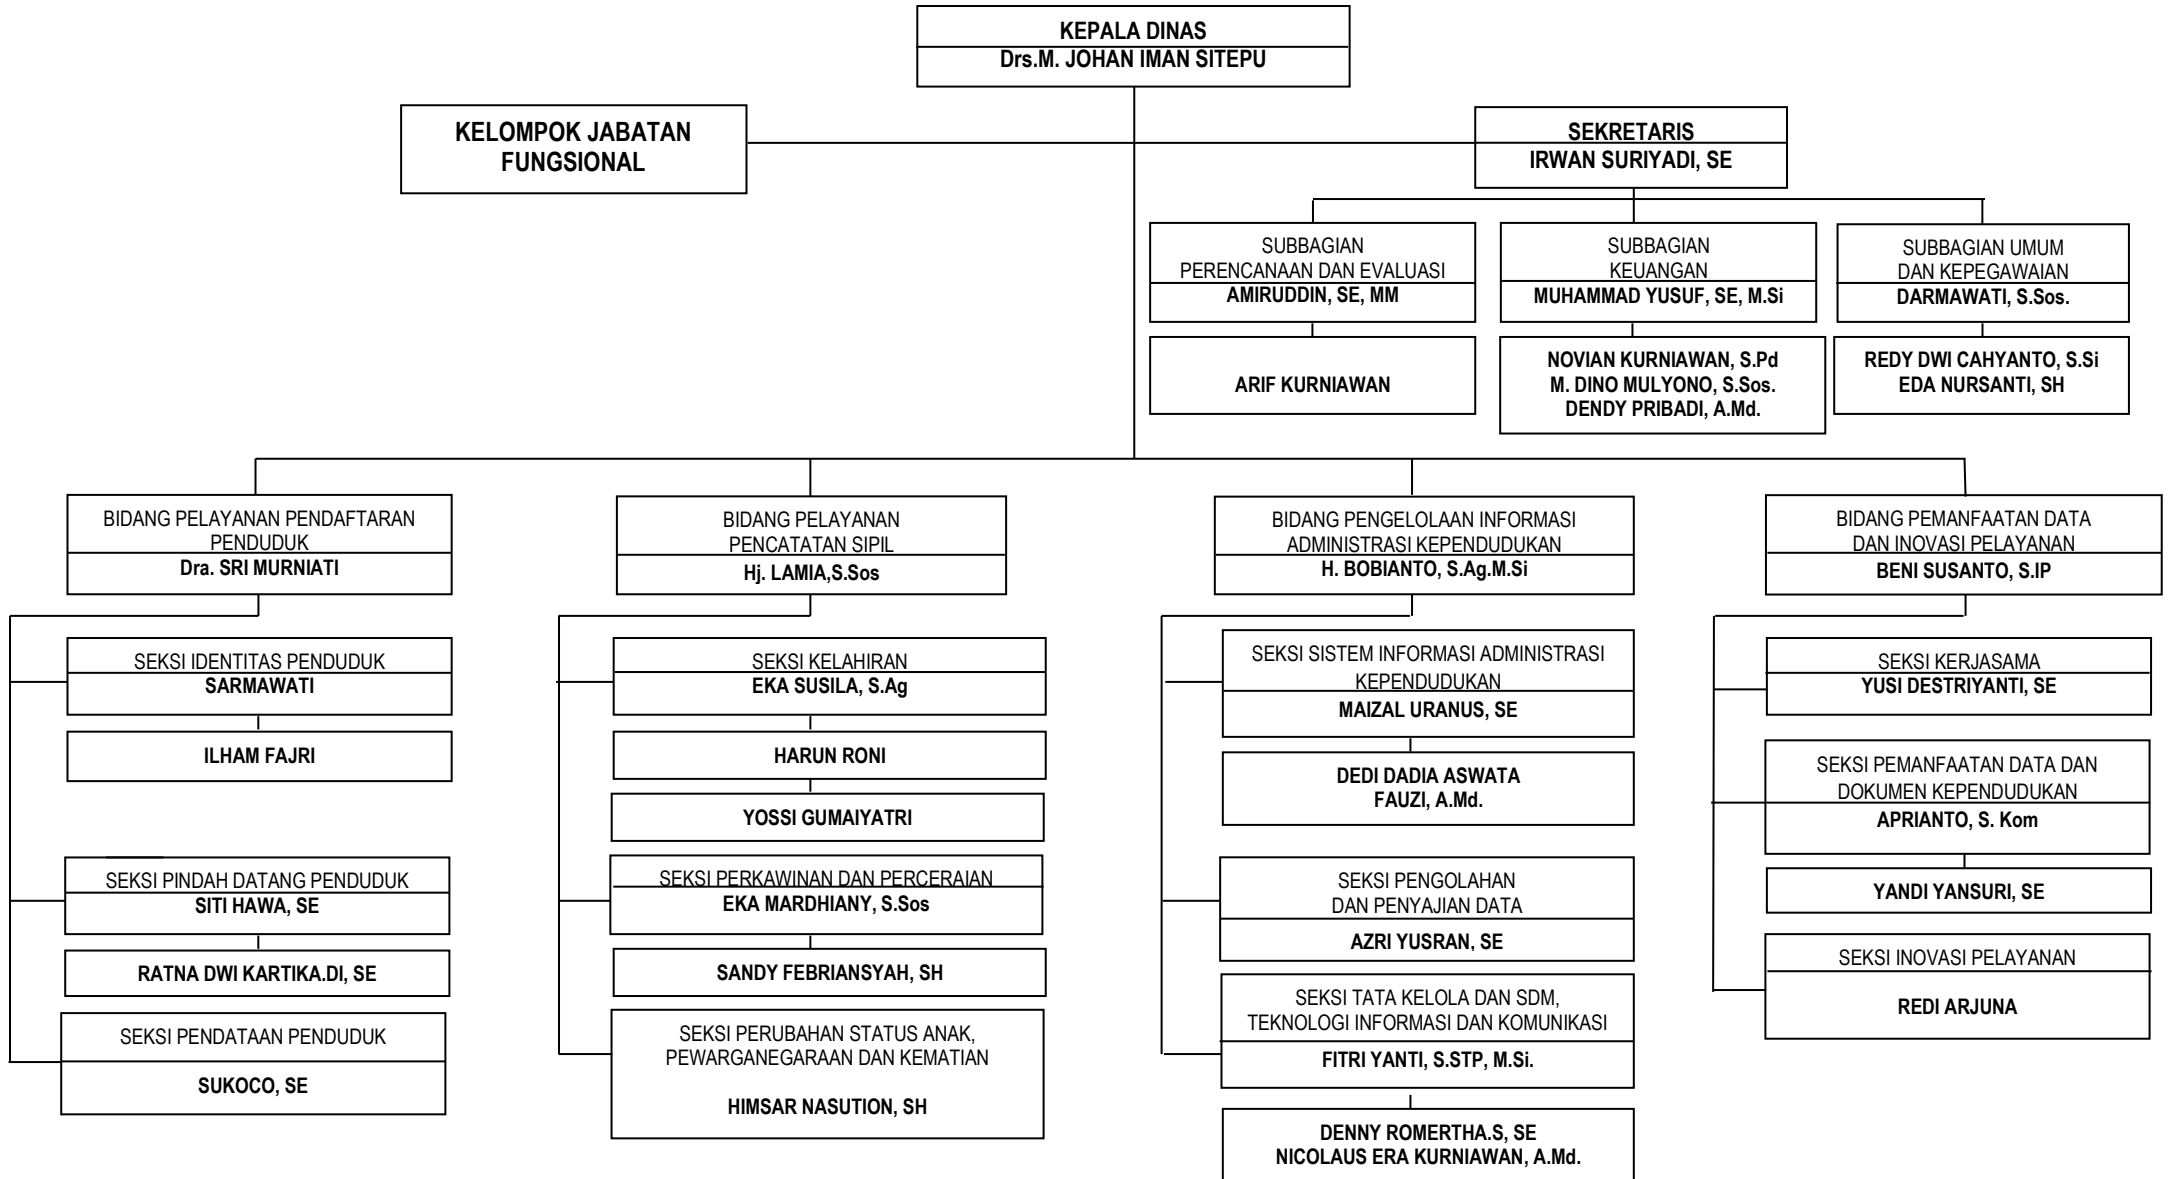 KEPALA DINAS
Drs.M. JOHAN IMAN SITEPU
KELOMPOK JABATAN
FUNGSIONAL
SEKRETARIS
IRWAN SURIYADI, SE
SUBBAGIAN
PERENCANAAN DAN EVALUASI
AMIRUDDIN, SE, MM
SUBBAGIAN
KEUANGAN
MUHAMMAD YUSUF, SE, M.Si
SUBBAGIAN UMUM
DAN KEPEGAWAIAN
DARMAWATI, S.Sos.
ARIF KURNIAWAN
NOVIAN KURNIAWAN, S.Pd
M. DINO MULYONO, S.Sos.
DENDY PRIBADI, A.Md.
REDY DWI CAHYANTO, S.Si
EDA NURSANTI, SH
BIDANG PELAYANAN PENDAFTARAN
PENDUDUK
Dra. SRI MURNIATI
SEKSI IDENTITAS PENDUDUK
SARMAWATI
ILHAM FAJRI
SEKSI PINDAH DATANG PENDUDUK
SITI HAWA, SE
RATNA DWI KARTIKA.DI, SE
SEKSI PENDATAAN PENDUDUK
SUKOCO, SE
BIDANG PELAYANAN
PENCATATAN SIPIL
Hj. LAMIA,S.Sos
SEKSI KELAHIRAN
EKA SUSILA, S.Ag
HARUN RONI
YOSSI GUMAIYATRI
SEKSI PERKAWINAN DAN PERCERAIAN
EKA MARDHIANY, S.Sos
SANDY FEBRIANSYAH, SH
SEKSI PERUBAHAN STATUS ANAK,
PEWARGANEGARAAN DAN KEMATIAN
HIMSAR NASUTION, SH
BIDANG PENGELOLAAN INFORMASI
ADMINISTRASI KEPENDUDUKAN
H. BOBIANTO, S.Ag.M.Si
SEKSI SISTEM INFORMASI ADMINISTRASI
KEPENDUDUKAN
MAIZAL URANUS, SE
DEDI DADIA ASWATA
FAUZI, A.Md.
SEKSI PENGOLAHAN
DAN PENYAJIAN DATA
AZRI YUSRAN, SE
SEKSI TATA KELOLA DAN SDM,
TEKNOLOGI INFORMASI DAN KOMUNIKASI
FITRI YANTI, S.STP, M.Si.
DENNY ROMERTHA.S, SE
NICOLAUS ERA KURNIAWAN, A.Md.
BIDANG PEMANFAATAN DATA
DAN INOVASI PELAYANAN
BENI SUSANTO, S.IP
SEKSI KERJASAMA
YUSI DESTRIYANTI, SE
SEKSI PEMANFAATAN DATA DAN
DOKUMEN KEPENDUDUKAN
APRIANTO, S. Kom
YANDI YANSURI, SE
SEKSI INOVASI PELAYANAN
REDI ARJUNA